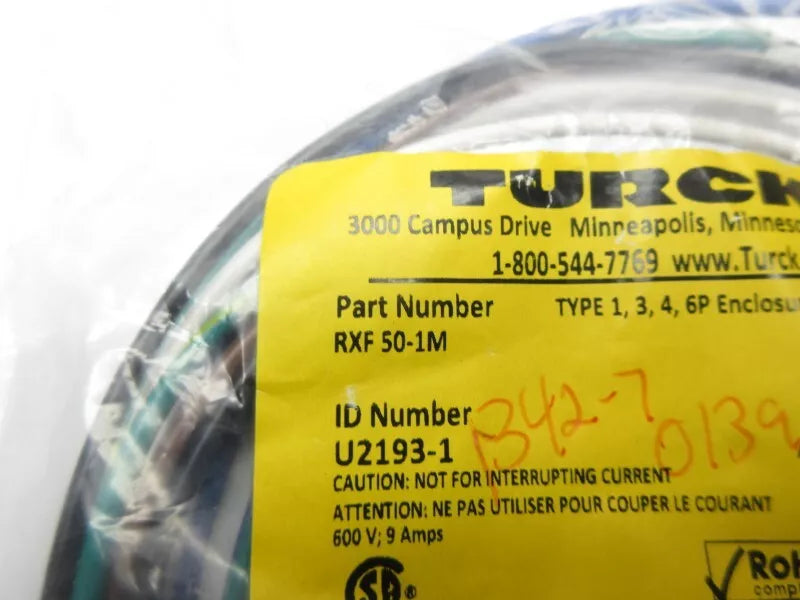 TURCK
3000 Campus Drive Minneapolis, Minneso
1-800-544-7769 www.Turck
Part Number
TYPE 1, 3, 4, 6P Enclosu
RXF 50-1M
B42-7
ID Number
0139
U2193-1
CAUTION: NOT FOR INTERRUPTING CURRENT
ATTENTION: NE PAS UTILISER POUR COUPER LE COURANT
600 V; 9 Amps
RoH
comp